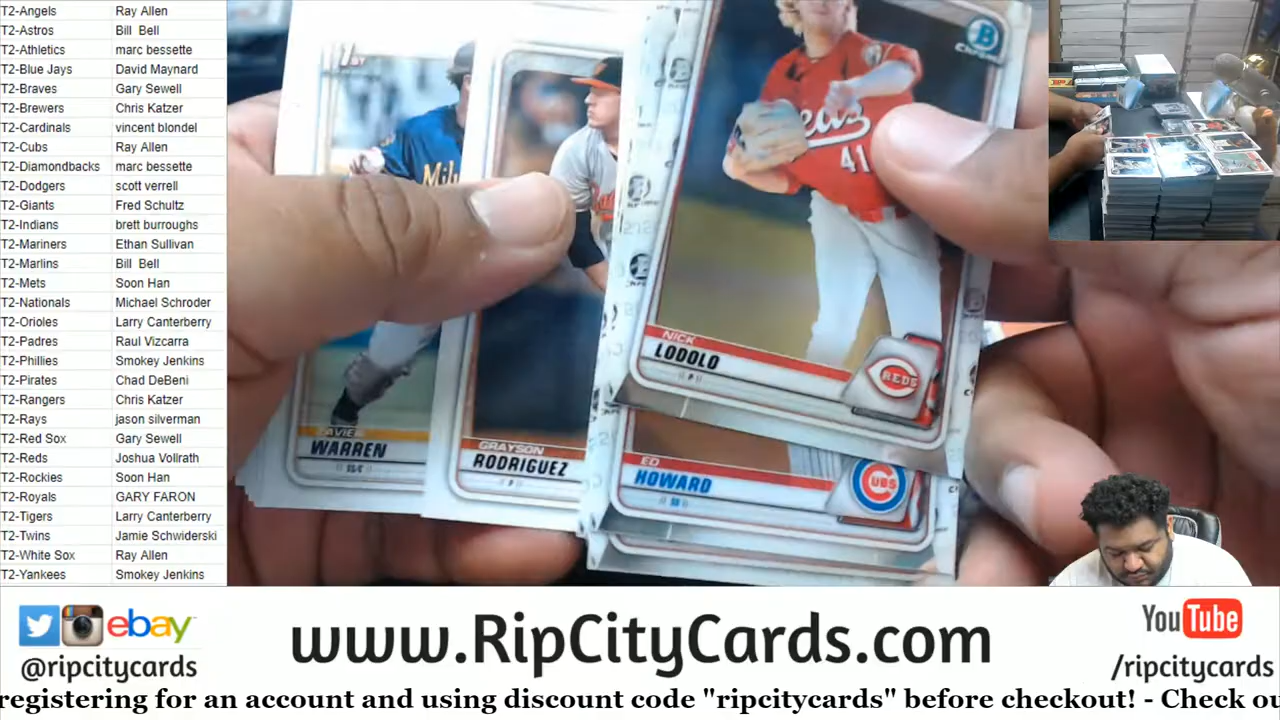 T2-Angels Ray Allen
T2-Astros Bill Bell
T2-Athletics marc bessette
T2-Blue Jays David Maynard
T2-Braves Gary Sewell
T2-Brewers Chris Katzer
T2-Cardinals vincent blondel
T2-Cubs Ray Allen
T2-Diamondbacks marc bessette
T2-Dodgers scott verrell
T2-Giants Fred Schultz
T2-Indians brett burroughs
T2-Mariners Ethan Sullivan
T2-Marlins Bill Bell
T2-Mets Soon Han
T2-Nationals Michael Schroder
T2-Orioles Larry Canterberry
T2-Padres Raul Vizcarra
T2-Phillies Smokey Jenkins
T2-Pirates Chad DeBeni
T2-Rangers Chris Katzer
T2-Rays jason silverman
T2-Red Sox Gary Sewell
T2-Reds Joshua Vollrath
T2-Rockies Soon Han
T2-Royals GARY FARON
T2-Tigers Larry Canterberry
T2-Twins Jamie Schwiderski
T2-White Sox Ray Allen
T2-Yankees Smokey Jenkins
B
Chrome
41
NICK
LODOLO
REDS
WARREN
GRAYSON
RODRIGUEZ
ED
HOWARD
CUBS
ebay
@ripcitycards
www.RipCityCards.com
YouTube
/ripcitycards
registering for an account and using discount code "ripcitycards" before checkout! - Check